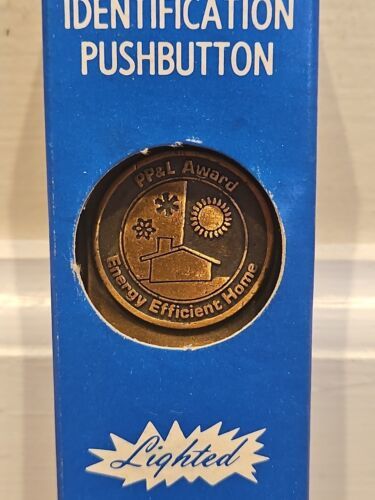 IDENTIFICATION
PUSHBUTTON
PP&L Award
Energy Efficient Home
Lighted